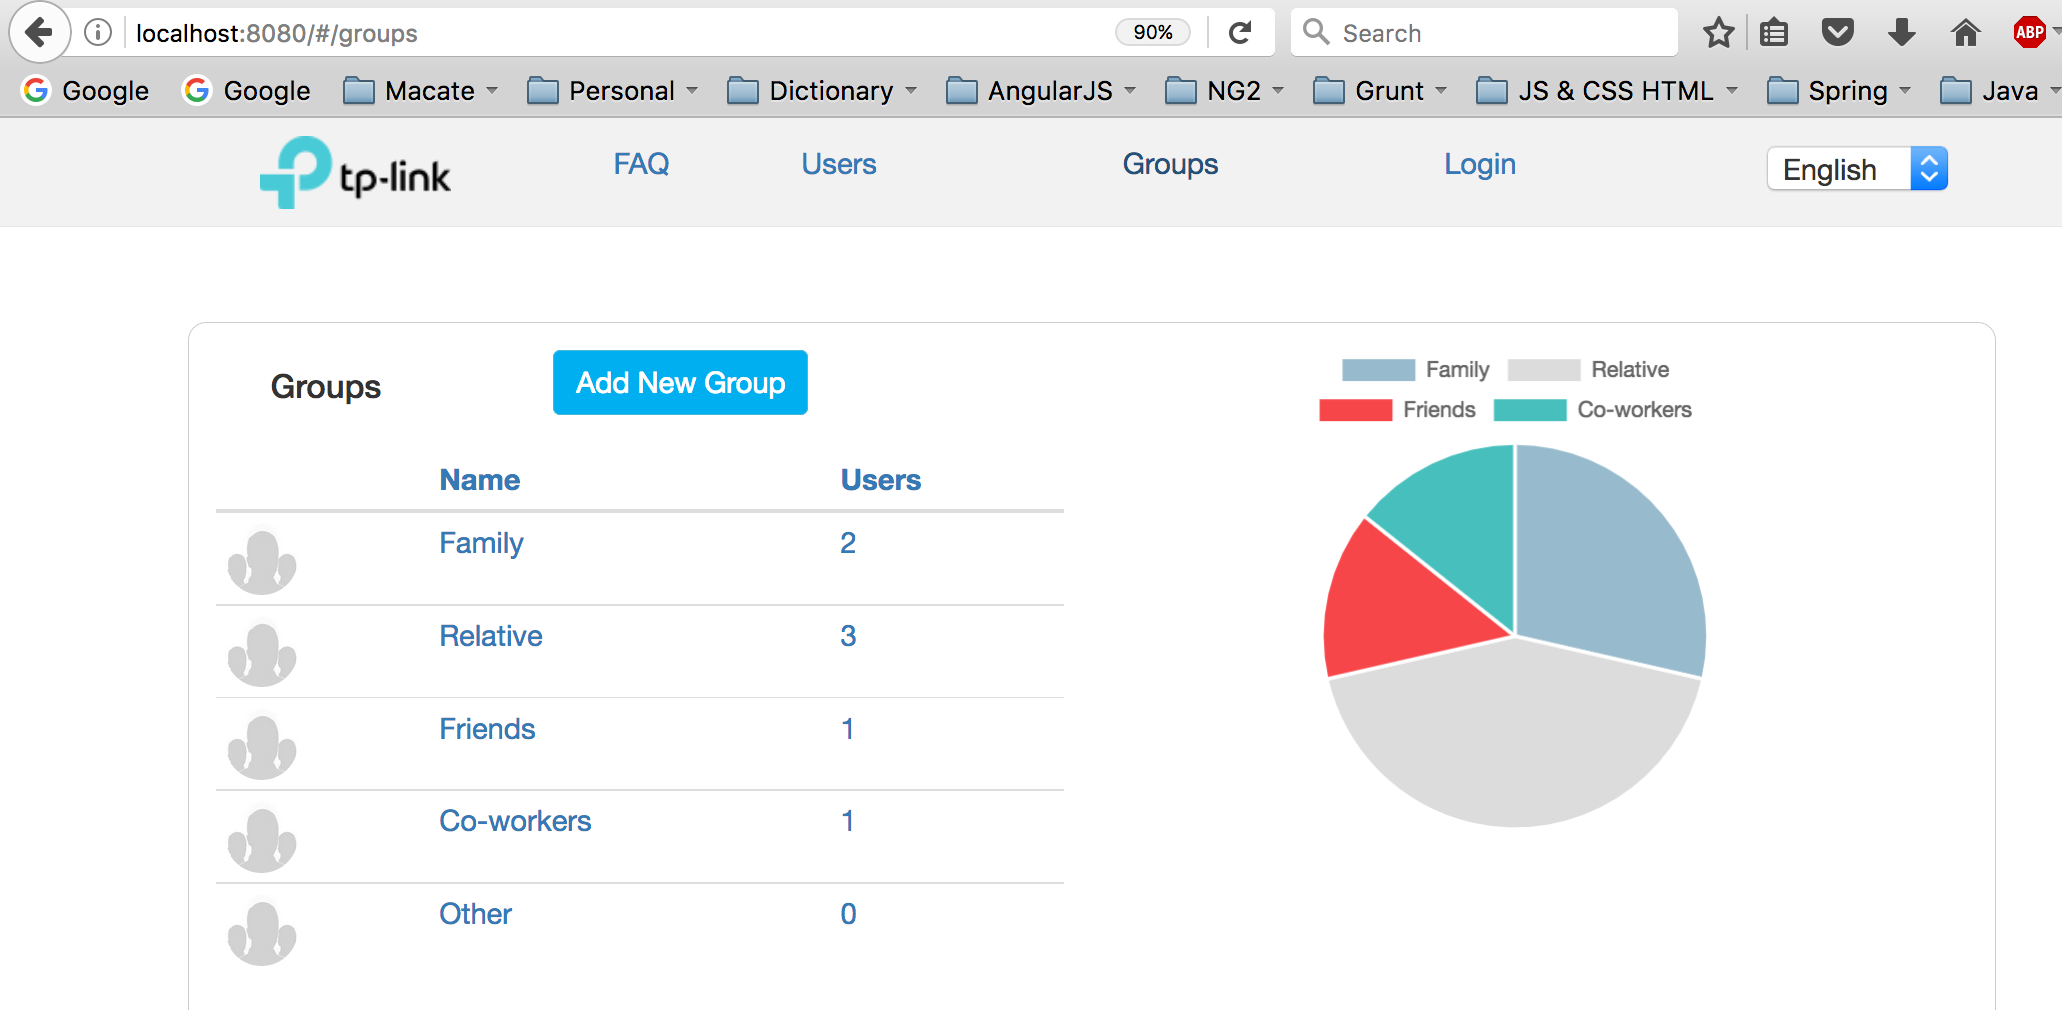 localhost:8080/#/groups 90% Search ABP
Google Google Macate Personal Dictionary AngularJS NG2 Grunt JS & CSS HTML Spring Java
tp-link FAQ Users Groups Login English
Groups Add New Group
Family Relative
Friends Co-workers
Name Users
Family 2
Relative 3
Friends 1
Co-workers 1
Other 0